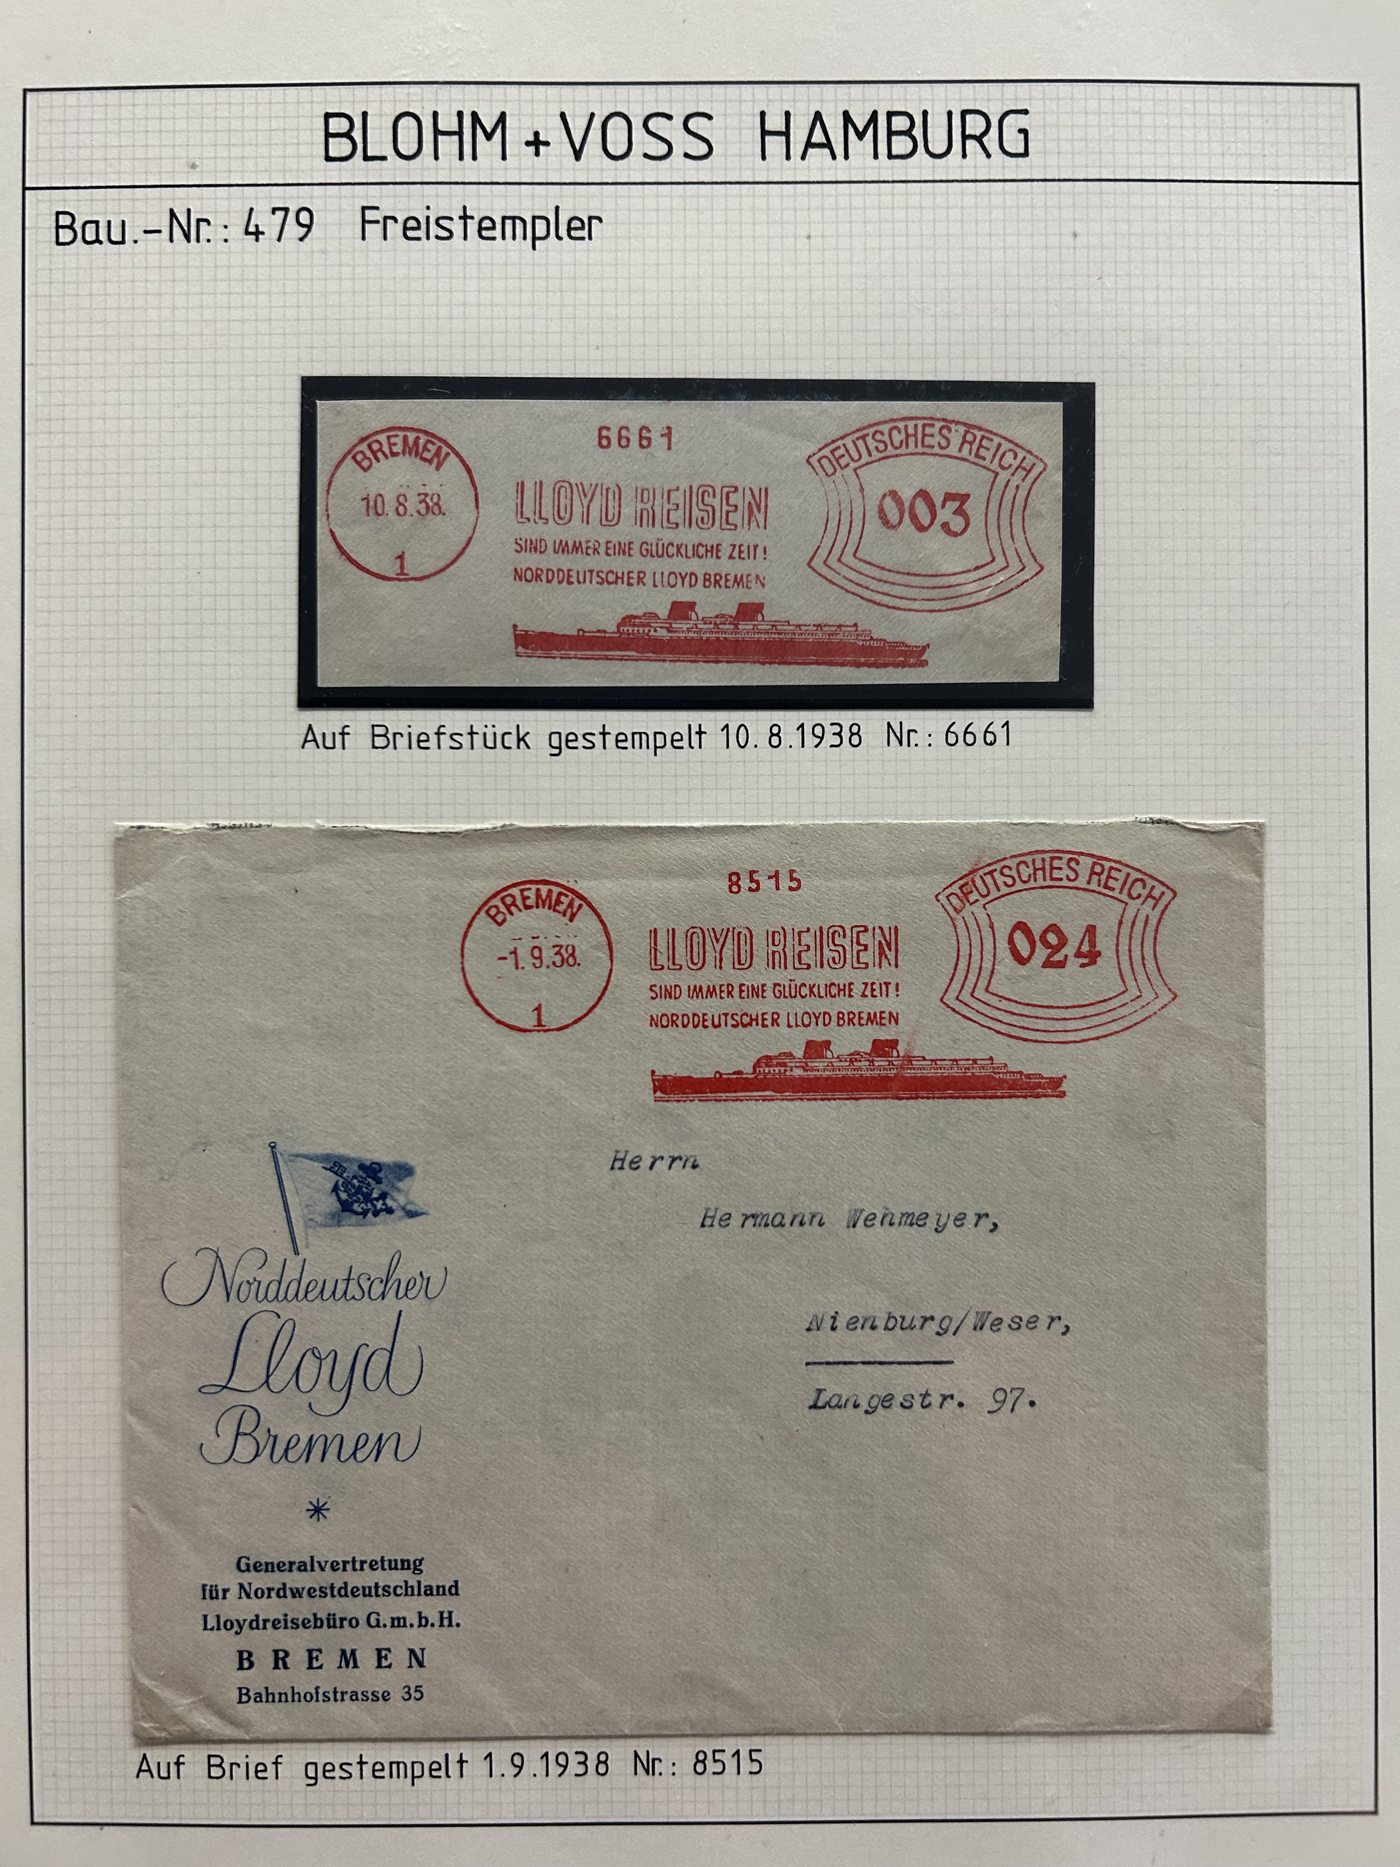 BLOHM + VOSS HAMBURG
Bau.-Nr.: 479 Freistempler
BREMEN
10.8.38.
1
6661
LLOYD REISEN
SIND IMMER EINE GLÜCKLICHE ZEIT!
NORDDEUTSCHER LLOYD BREMEN
DEUTSCHES REICH
003
Auf Briefstück gestempelt 10.8.1938 Nr.: 6661
BREMEN
-1.9.38.
1
8515
LLOYD REISEN
SIND IMMER EINE GLÜCKLICHE ZEIT!
NORDDEUTSCHER LLOYD BREMEN
DEUTSCHES REICH
024
Herrn
Hermann Wehmeyer,
Nienburg/Weser,
Langestr. 97.
Norddeutscher
Lloyd
Bremen
Generalvertretung
für Nordwestdeutschland
Lloydreisebüro G.m.b.H.
BREMEN
Bahnhofstrasse 35
Auf Brief gestempelt 1.9.1938 Nr.: 8515